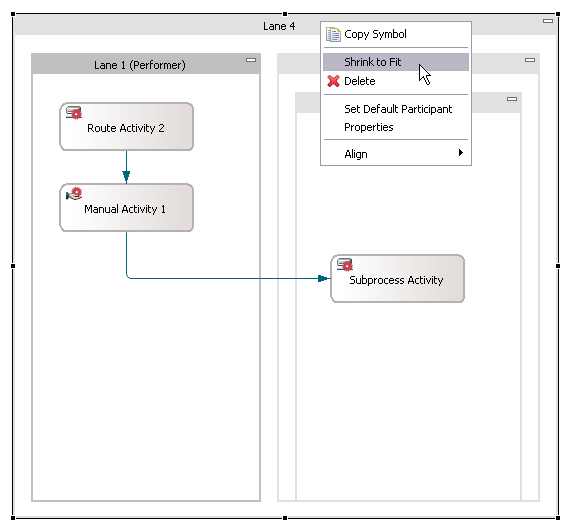 Lane 4
Copy Symbol
Shrink to Fit
Delete
Set Default Participant
Properties
Align
Lane 1 (Performer)
Route Activity 2
Manual Activity 1
Subprocess Activity